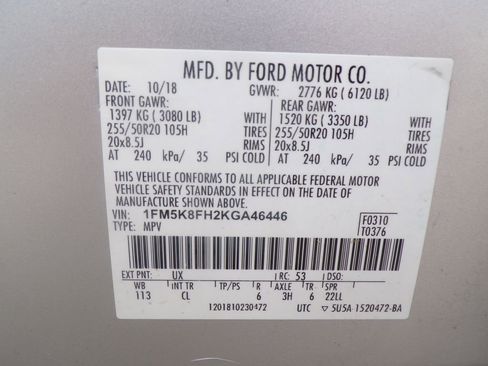 MFD. BY FORD MOTOR CO.
DATE: 10/18 GVWR: 2776 KG ( 6120 LB)
FRONT GAWR: REAR GAWR:
1397 KG ( 3080 LB) 1520 KG ( 3350 LB)
255/50R20 105H WITH TIRES 255/50R20 105H WITH TIRES
20x8.5J RIMS 20x8.5J RIMS
AT 240 kPa/ 35 PSI COLD AT 240 kPa/ 35 PSI COLD
THIS VEHICLE CONFORMS TO ALL APPLICABLE FEDERAL MOTOR
VEHICLE SAFETY STANDARDS IN EFFECT ON THE DATE OF
MANUFACTURE SHOWN ABOVE.
VIN: 1FM5K8FH2KGA46446 F0310
TYPE: MPV T0376
EXT PNT: UX RC: 53 DSO:
WB INT TR TP/PS R AXLE TR SPR
113 CL 6 3H 6 22LL
1201810230472 UTC 5U5A-1520472-BA